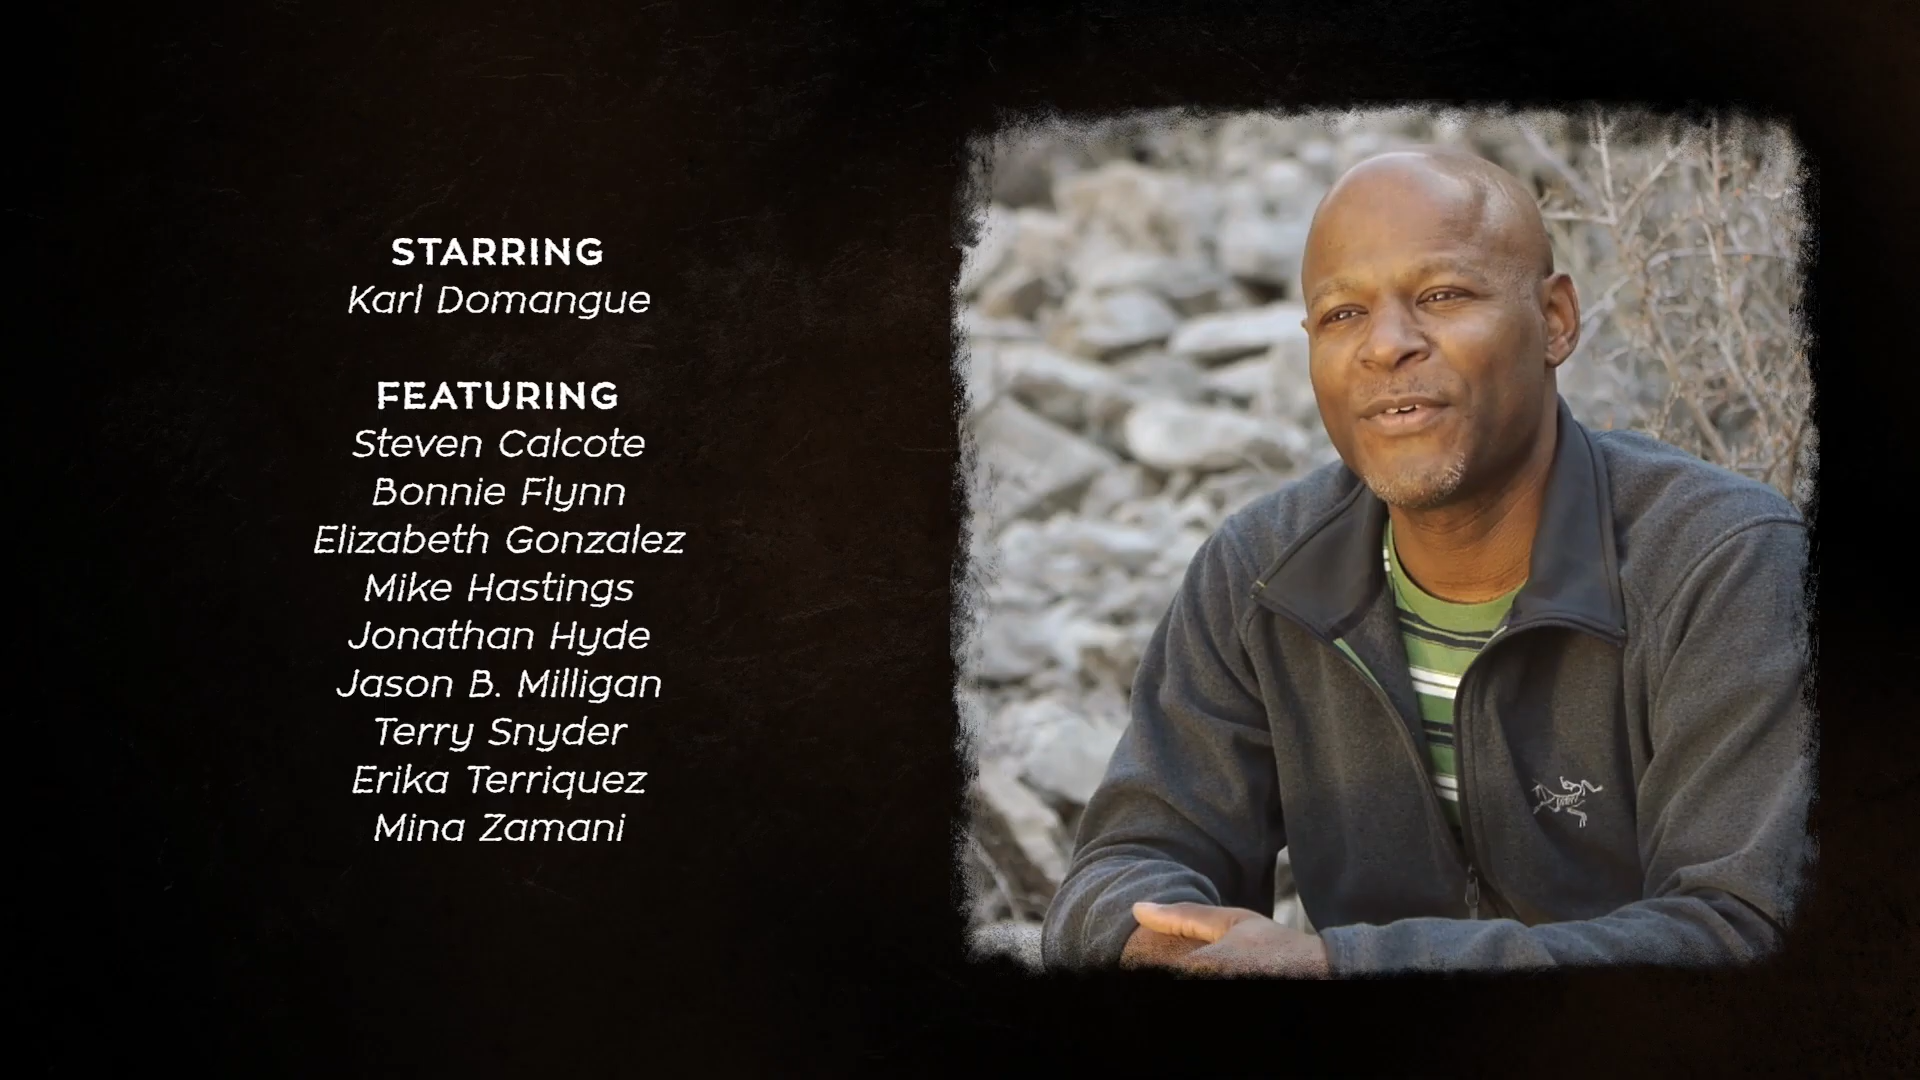 STARRING
Karl Domangue
FEATURING
Steven Calcote
Bonnie Flynn
Elizabeth Gonzalez
Mike Hastings
Jonathan Hyde
Jason B. Milligan
Terry Snyder
Erika Terriquez
Mina Zamani